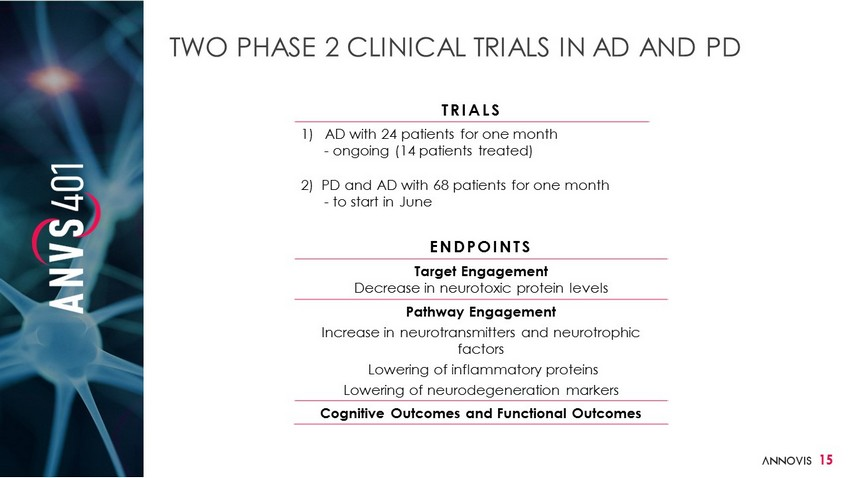 TWO PHASE 2 CLINICAL TRIALS IN AD AND PD
ANVS401
TRIALS
1) AD with 24 patients for one month
- ongoing (14 patients treated)
2) PD and AD with 68 patients for one month
- to start in June
ENDPOINTS
Target Engagement
Decrease in neurotoxic protein levels
Pathway Engagement
Increase in neurotransmitters and neurotrophic
factors
Lowering of inflammatory proteins
Lowering of neurodegeneration markers
Cognitive Outcomes and Functional Outcomes
ANNOVIS 15